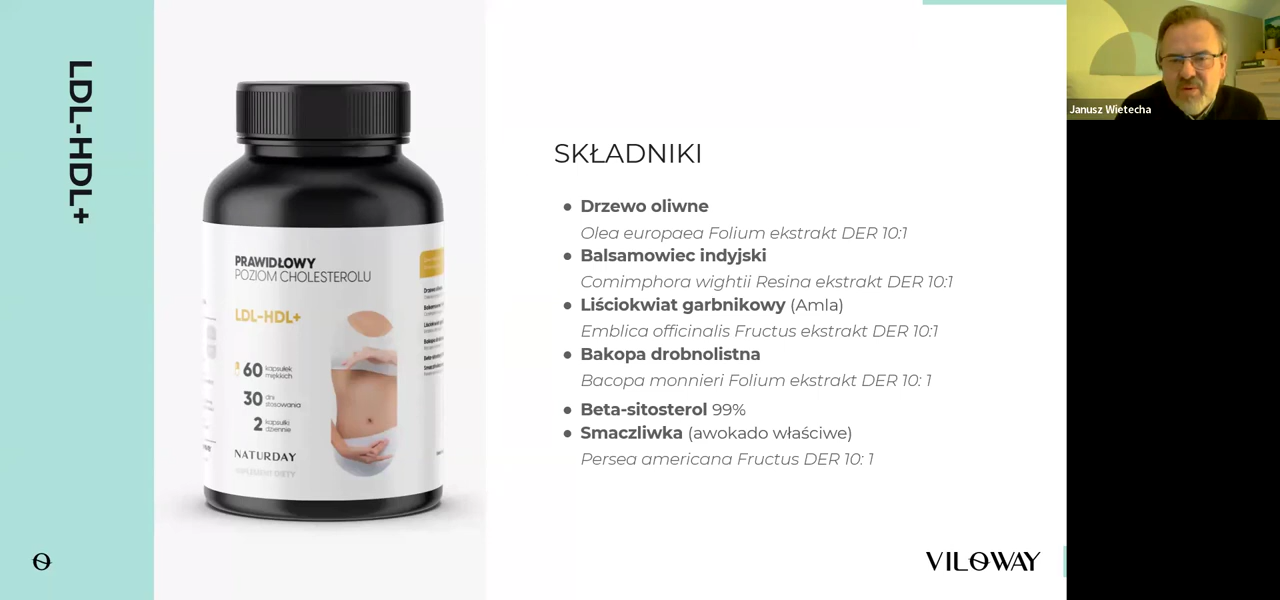 LDL-HDL+
PRAWIDŁOWY
POZIOM CHOLESTEROLU
LDL-HDL+
60 kapsułek
miękkich
30 dni
stosowania
2 kapsułki
dziennie
NATURDAY
SUPLEMENT DIETY
SKŁADNIKI
• Drzewo oliwne
Olea europaea Folium ekstrakt DER 10:1
• Balsamowiec indyjski
Comimphora wightii Resina ekstrakt DER 10:1
• Liściokwiat garbnikowy (Amla)
Emblica officinalis Fructus ekstrakt DER 10:1
• Bakopa drobnolistna
Bacopa monnieri Folium ekstrakt DER 10: 1
• Beta-sitosterol 99%
• Smaczliwka (awokado właściwe)
Persea americana Fructus DER 10: 1
VILOWAY
Janusz Wietecha